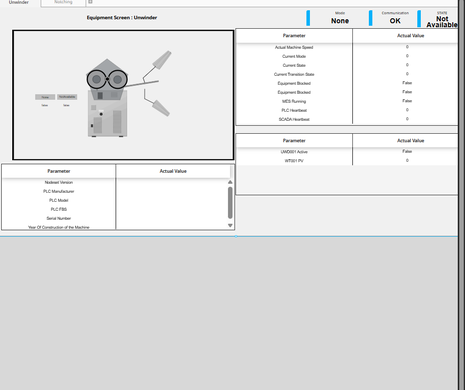 Unwinder
Teaching
Equipment Screen : Unwinder
Mode
None
Communication
OK
STATE
Not Available
Parameter Actual Value
Actual Machine Speed 0
Current Mode 0
Current State 0
Current Transition State 0
Equipment Blocked False
Equipment Blocked False
MES Running False
PLC Heartbeat 0
SCADA Heartbeat 0
Parameter Actual Value
UW001 Active False
WT001 PV 0
Parameter Actual Value
Nodered Version
PLC Manufacturer
PLC Model
PLC F&S
Serial Number
Year Of Construction of the Machine